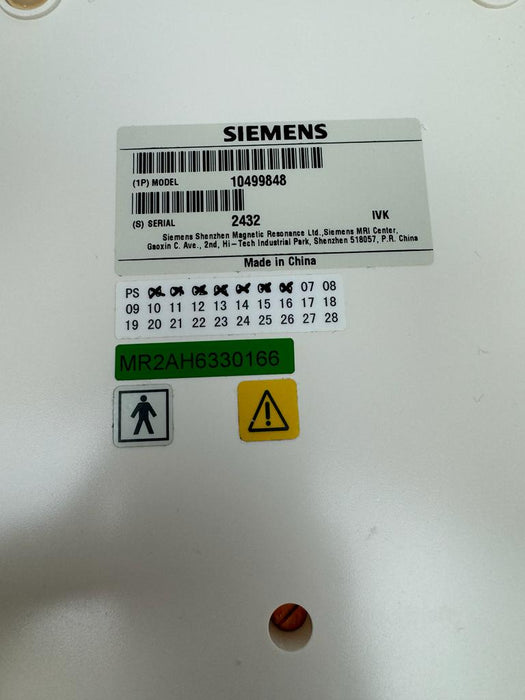 SIEMENS
(1P) MODEL 10499848
(S) SERIAL 2432 IVK
Siemens Shenzhen Magnetic Resonance Ltd.,Siemens MRI Center,
Gaoxin C. Ave., 2nd, Hi-Tech Industrial Park, Shenzhen 518057, P.R. China
Made in China
PS 07 08
09 10 11 12 13 14 15 16 17 18
19 20 21 22 23 24 25 26 27 28
MR2AH6330166